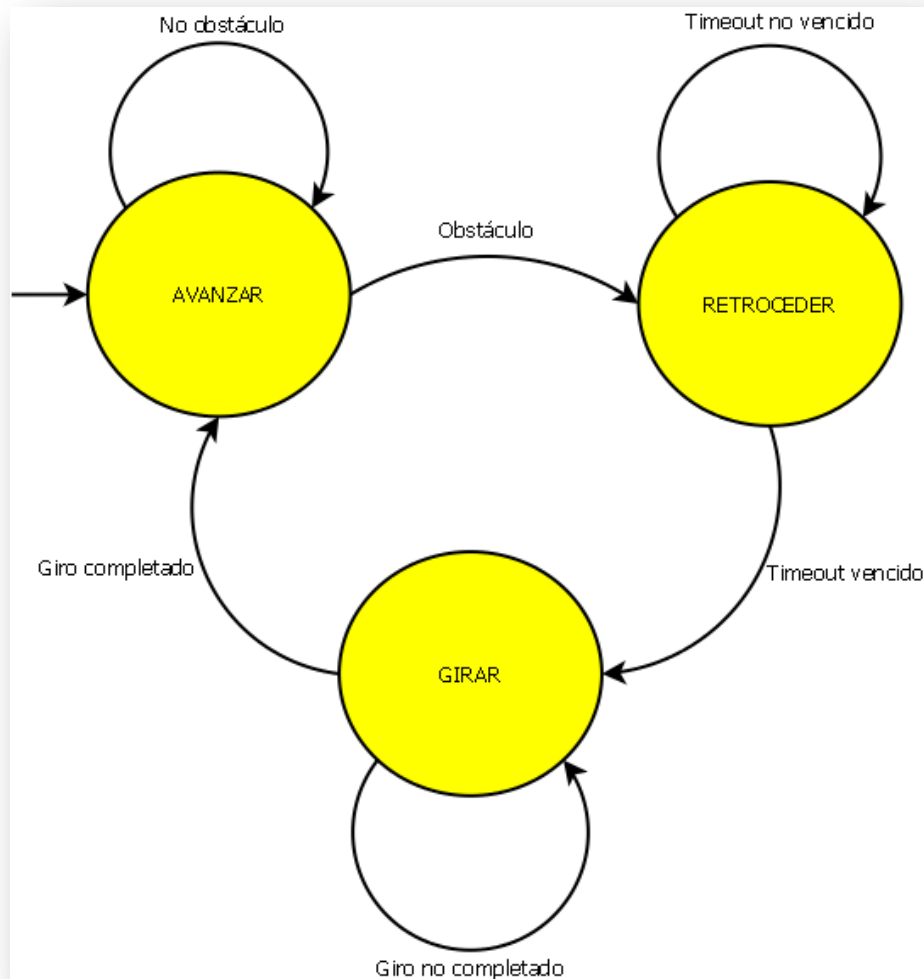 No obstáculo
Timeout no vencido
Obstáculo
AVANZAR
RETROCEDER
Giro completado
Timeout vencido
GIRAR
Giro no completado